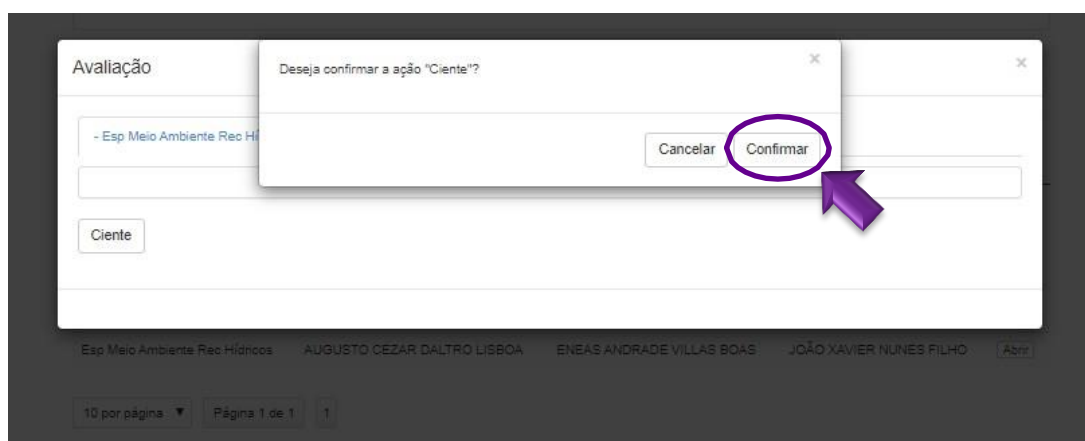 Avaliação
×
Deseja confirmar a ação "Ciente"?
×
Cancelar
Confirmar
- Esp Meio Ambiente Rec
Ciente
Esp Meio Ambiente Rec Hídricos AUGUSTO CEZAR DALTRO LISBOA ENEAS ANDRADE VILLAS BOAS JOÃO XAVIER NUNES FILHO Abrir
10 por página ▼ Página 1 de 1 1